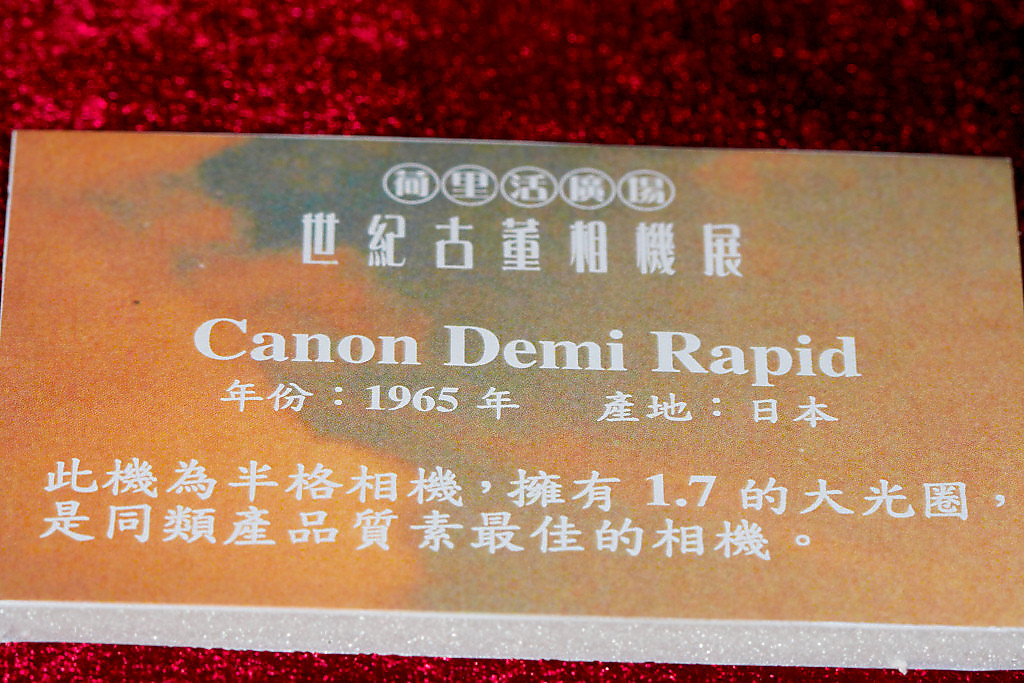 荷里活廣場
世紀古董相機展
Canon Demi Rapid
年份：1965 年 產地：日本
此機為半格相機，擁有 1.7 的大光圈，
是同類產品質素最佳的相機。